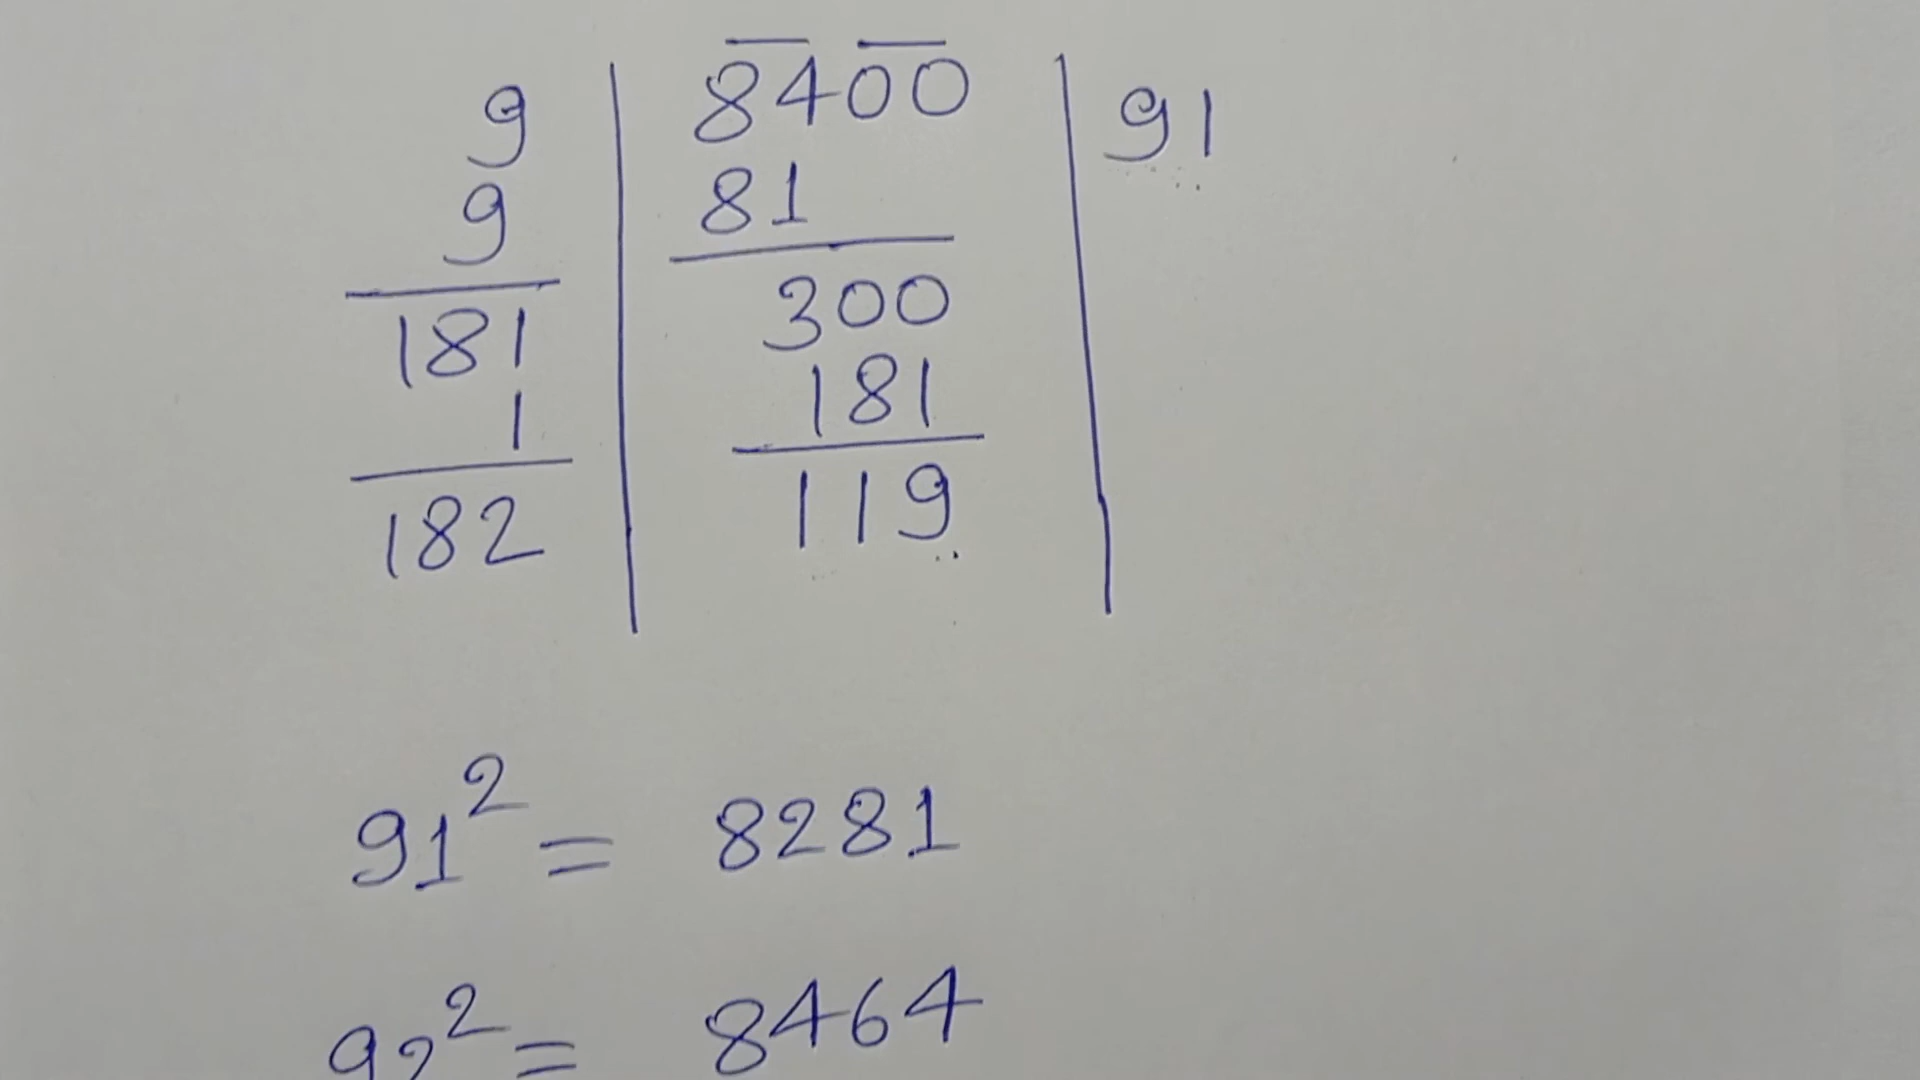 9 | 8400 | 91
9 | 81
181 | 300
1 | 181
182 | 119
91² = 8281
92² = 8464